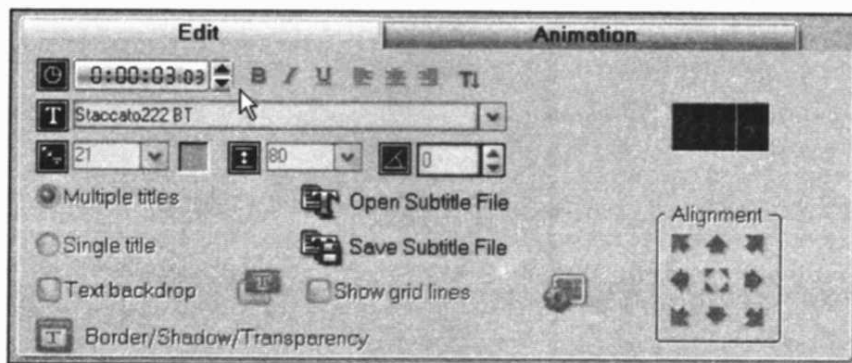 Edit Animation
0:00:03:03 B I U T
T Staccato222 BT
21 80 0
Multiple titles Open Subtitle File
Alignment
Single title Save Subtitle File
Text backdrop Show grid lines
T Border/Shadow/Transparency